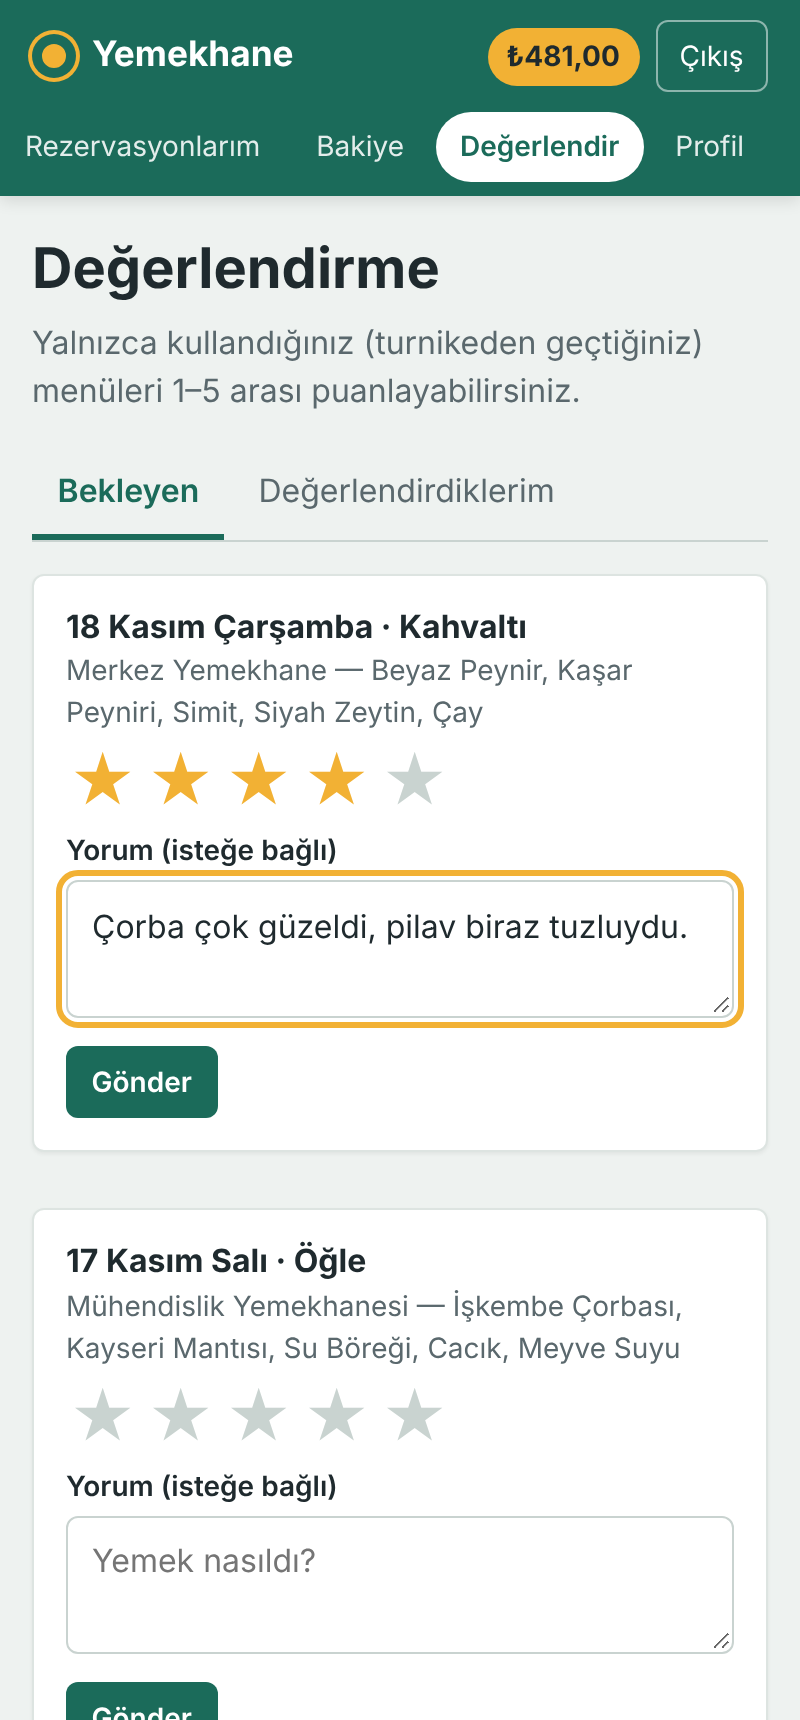 Yemekhane
₺481,00
Çıkış
Rezervasyonlarım
Bakiye
Değerlendir
Profil
Değerlendirme
Yalnızca kullandığınız (turnikeden geçtiğiniz)
menüleri 1–5 arası puanlayabilirsiniz.
Bekleyen
Değerlendirdiklerim
18 Kasım Çarşamba · Kahvaltı
Merkez Yemekhane — Beyaz Peynir, Kaşar
Peyniri, Simit, Siyah Zeytin, Çay
Yorum (isteğe bağlı)
Çorba çok güzeldi, pilav biraz tuzluydu.
Gönder
17 Kasım Salı · Öğle
Mühendislik Yemekhanesi — İşkembe Çorbası,
Kayseri Mantısı, Su Böreği, Cacık, Meyve Suyu
Yorum (isteğe bağlı)
Yemek nasıldı?
Gönder